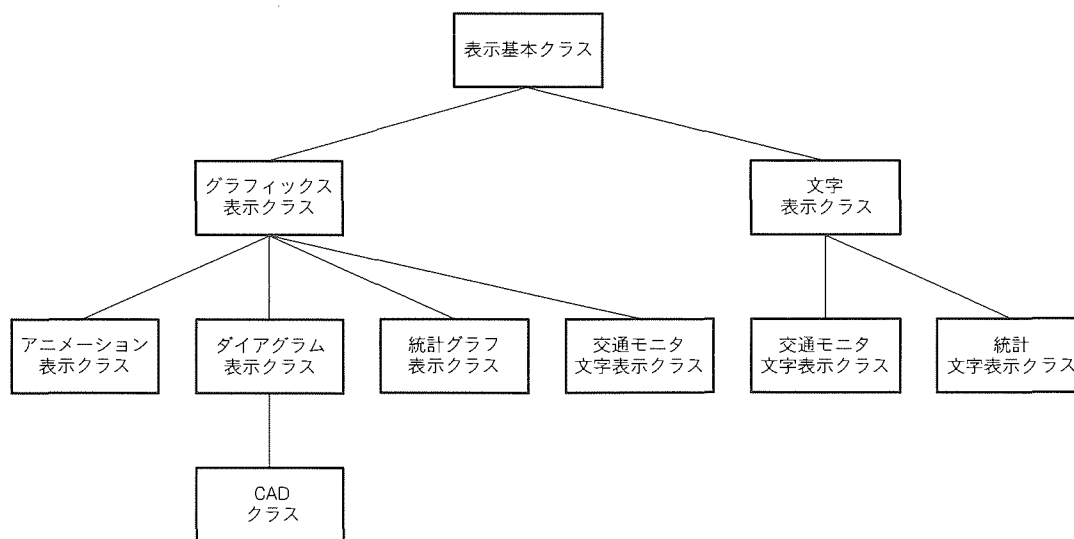 表示基本クラス
グラフィックス
表示クラス
文字
表示クラス
アニメーション
表示クラス
ダイアグラム
表示クラス
統計グラフ
表示クラス
交通モニタ
文字表示クラス
交通モニタ
文字表示クラス
統計
文字表示クラス
CAD
クラス